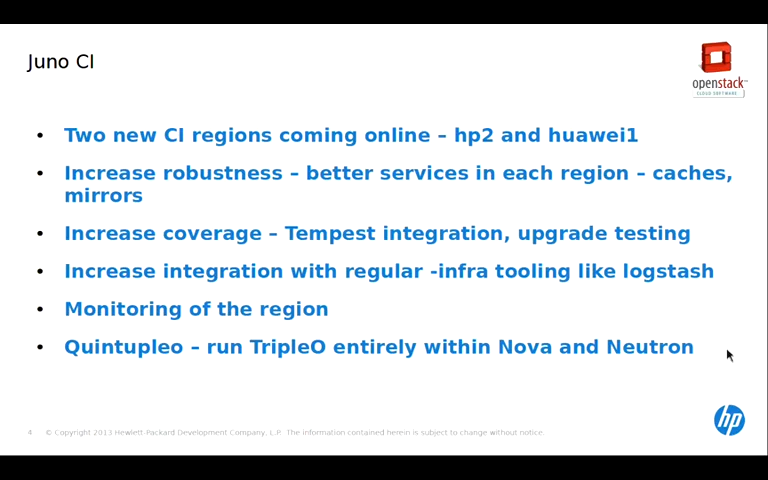 Juno CI
openstack™
CLOUD SOFTWARE
• Two new CI regions coming online – hp2 and huawei1
• Increase robustness – better services in each region – caches,
mirrors
• Increase coverage – Tempest integration, upgrade testing
• Increase integration with regular -infra tooling like logstash
• Monitoring of the region
• Quintupleo – run TripleO entirely within Nova and Neutron
4 © Copyright 2013 Hewlett-Packard Development Company, L.P. The information contained herein is subject to change without notice.
hp